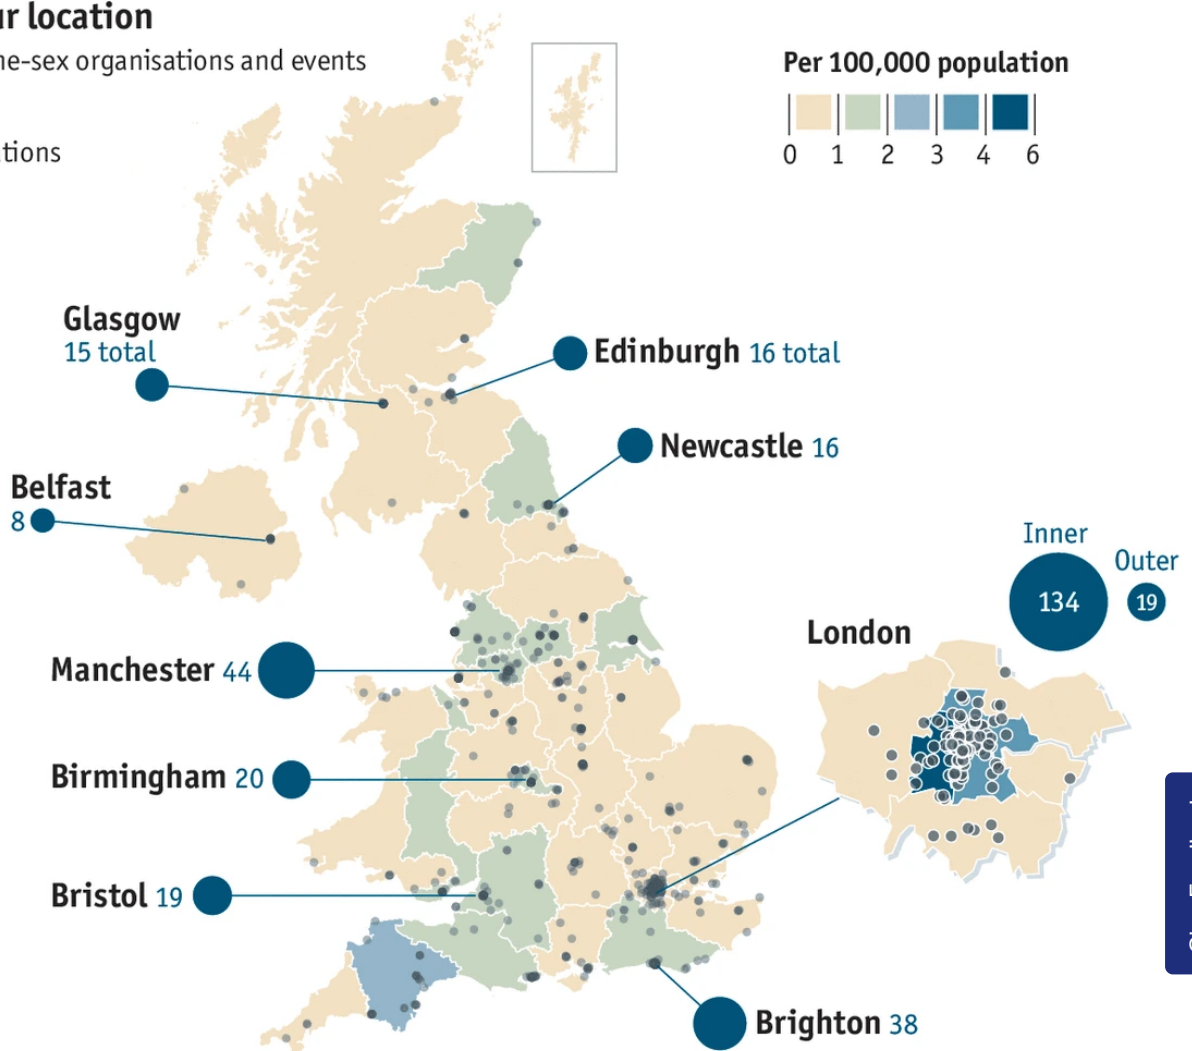 r location
e-sex organisations and events
tions
Per 100,000 population
0 1 2 3 4 6
Glasgow
15 total
Edinburgh 16 total
Newcastle 16
Belfast
8
Inner
Outer
134
19
London
Manchester 44
Birmingham 20
Bristol 19
Brighton 38